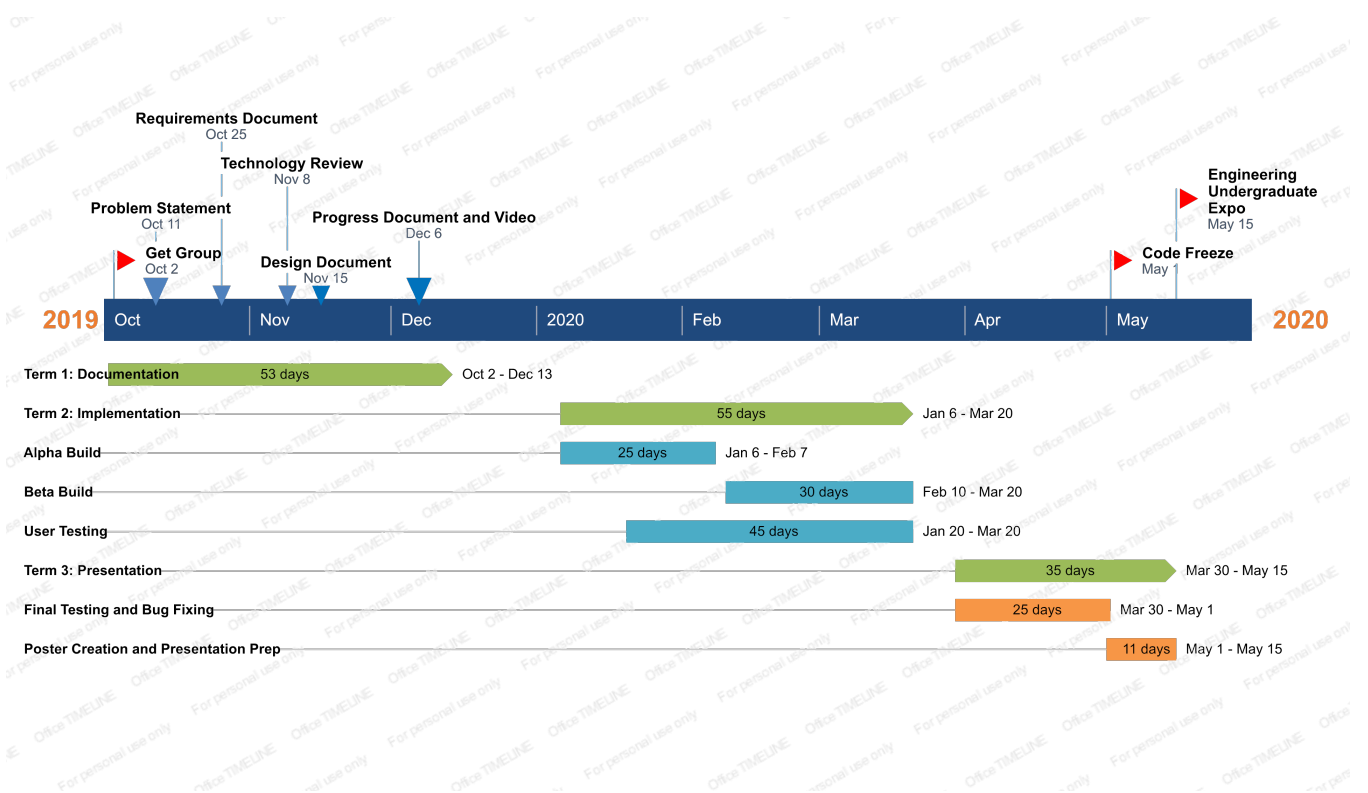 Requirements Document
Oct 25
Technology Review
Nov 8
Problem Statement
Oct 11
Progress Document and Video
Dec 6
Get Group
Oct 2
Design Document
Nov 15
Engineering
Undergraduate
Expo
May 15
Code Freeze
May 1
2019 Oct Nov Dec 2020 Feb Mar Apr May 2020
Term 1: Documentation 53 days Oct 2 - Dec 13
Term 2: Implementation 55 days Jan 6 - Mar 20
Alpha Build 25 days Jan 6 - Feb 7
Beta Build 30 days Feb 10 - Mar 20
User Testing 45 days Jan 20 - Mar 20
Term 3: Presentation 35 days Mar 30 - May 15
Final Testing and Bug Fixing 25 days Mar 30 - May 1
Poster Creation and Presentation Prep 11 days May 1 - May 15
For personal use only
Office TIMELINE